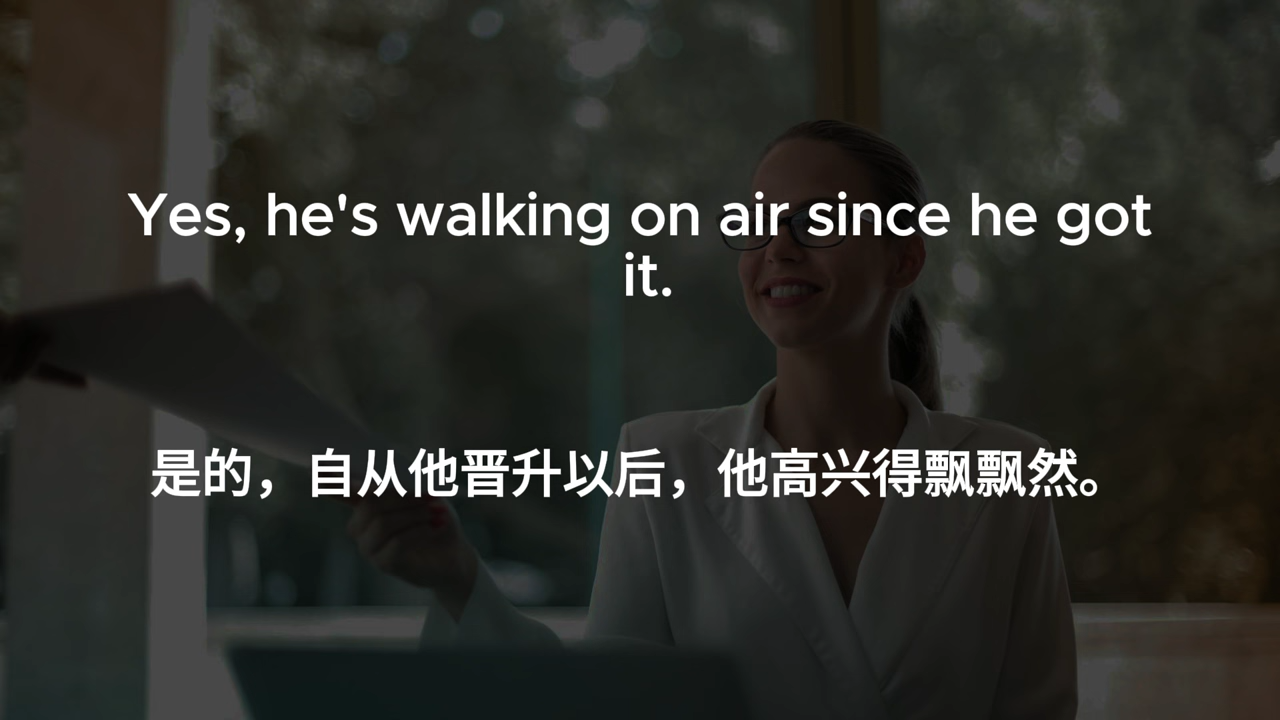 Yes, he's walking on air since he got
it.
是的，自从他晋升以后，他高兴得飘飘然。